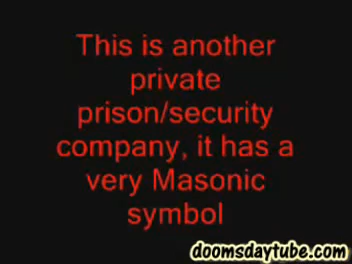 This is another
private
prison/security
company, it has a
very Masonic
symbol
doomsdaytube.com